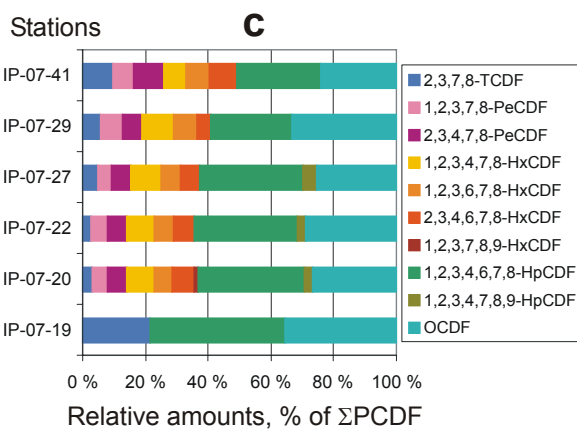 Stations
C
IP-07-41
IP-07-29
IP-07-27
IP-07-22
IP-07-20
IP-07-19
0 % 20 % 40 % 60 % 80 % 100 %
Relative amounts, % of ΣPCDF
2,3,7,8-TCDF
1,2,3,7,8-PeCDF
2,3,4,7,8-PeCDF
1,2,3,4,7,8-HxCDF
1,2,3,6,7,8-HxCDF
2,3,4,6,7,8-HxCDF
1,2,3,7,8,9-HxCDF
1,2,3,4,6,7,8-HpCDF
1,2,3,4,7,8,9-HpCDF
OCDF